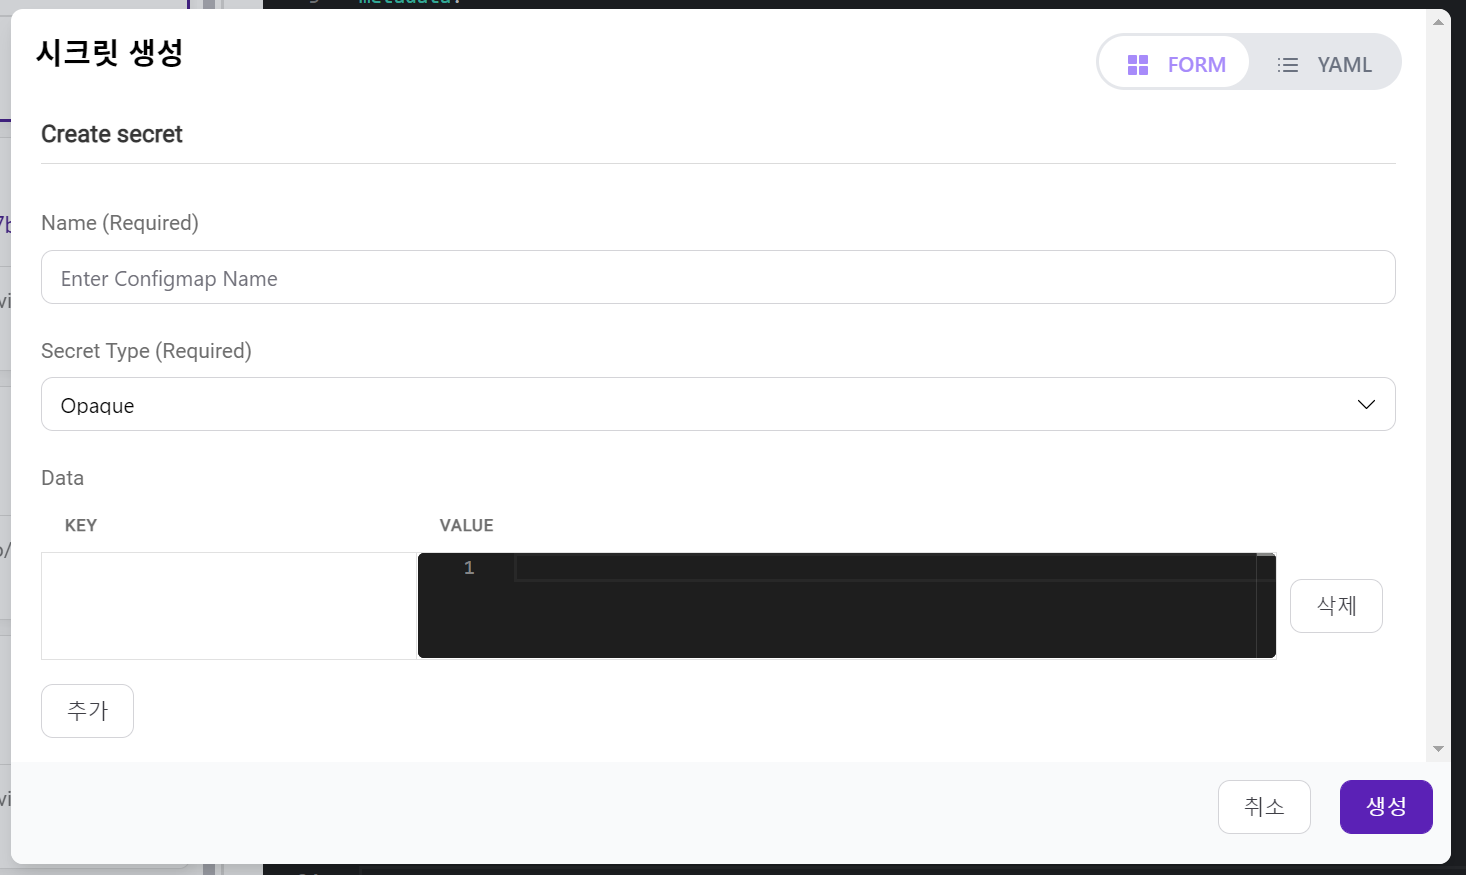 시크릿 생성
FORM
YAML
Create secret
Name (Required)
Enter Configmap Name
Secret Type (Required)
Opaque
Data
KEY
VALUE
1
삭제
추가
취소
생성